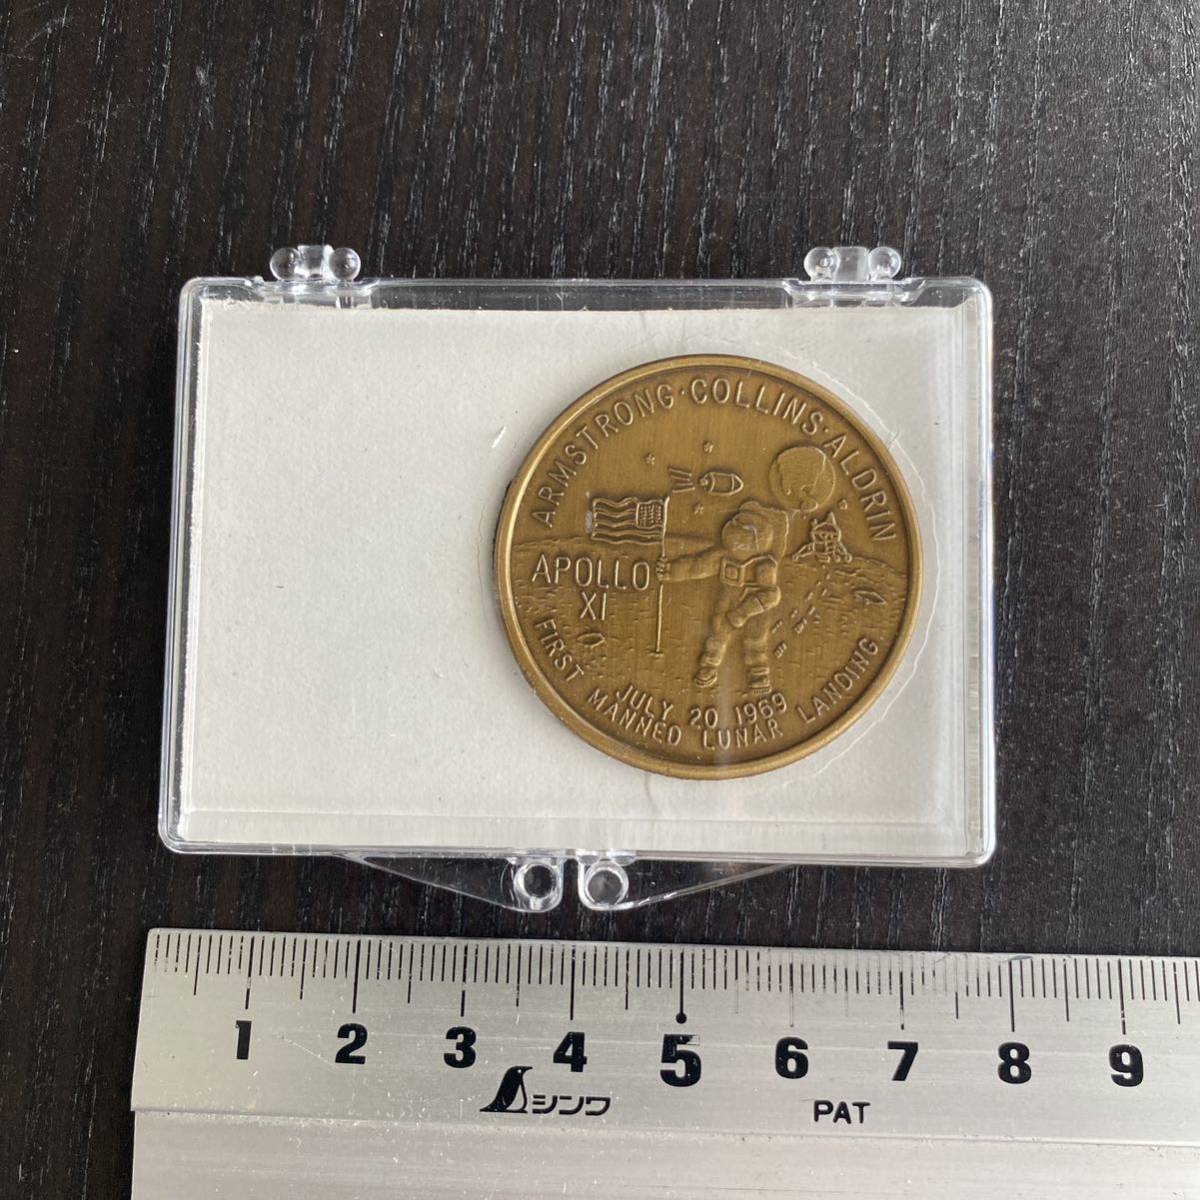 ARMSTRONG·COLLINS·ALDRIN
APOLLO
XI
JULY 20 1969
FIRST MANNED LUNAR LANDING
1 2 3 4 5 6 7 8 9
シンワ
PAT